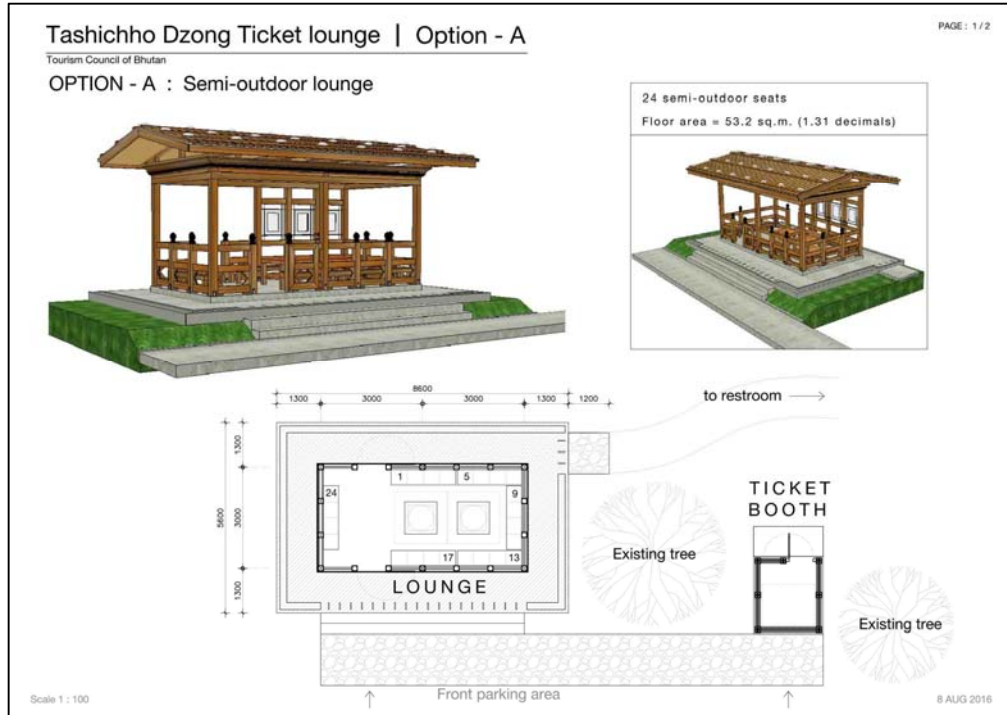 Tashichho Dzong Ticket lounge | Option - A
PAGE : 1 / 2
Tourism Council of Bhutan
OPTION - A : Semi-outdoor lounge
24 semi-outdoor seats
Floor area = 53.2 sq.m. (1.31 decimals)
8600
1300 3000 3000 1300 1200
to restroom
1300
5600
3000
1300
1 5
24 9
17 13
LOUNGE
Existing tree
TICKET
BOOTH
Existing tree
Front parking area
Scale 1 : 100
8 AUG 2016